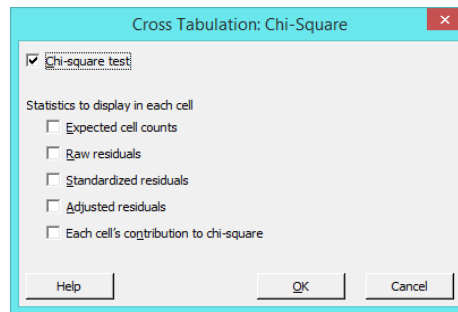 Cross Tabulation: Chi-Square
Chi-square test
Statistics to display in each cell
Expected cell counts
Raw residuals
Standardized residuals
Adjusted residuals
Each cell's contribution to chi-square
Help OK Cancel